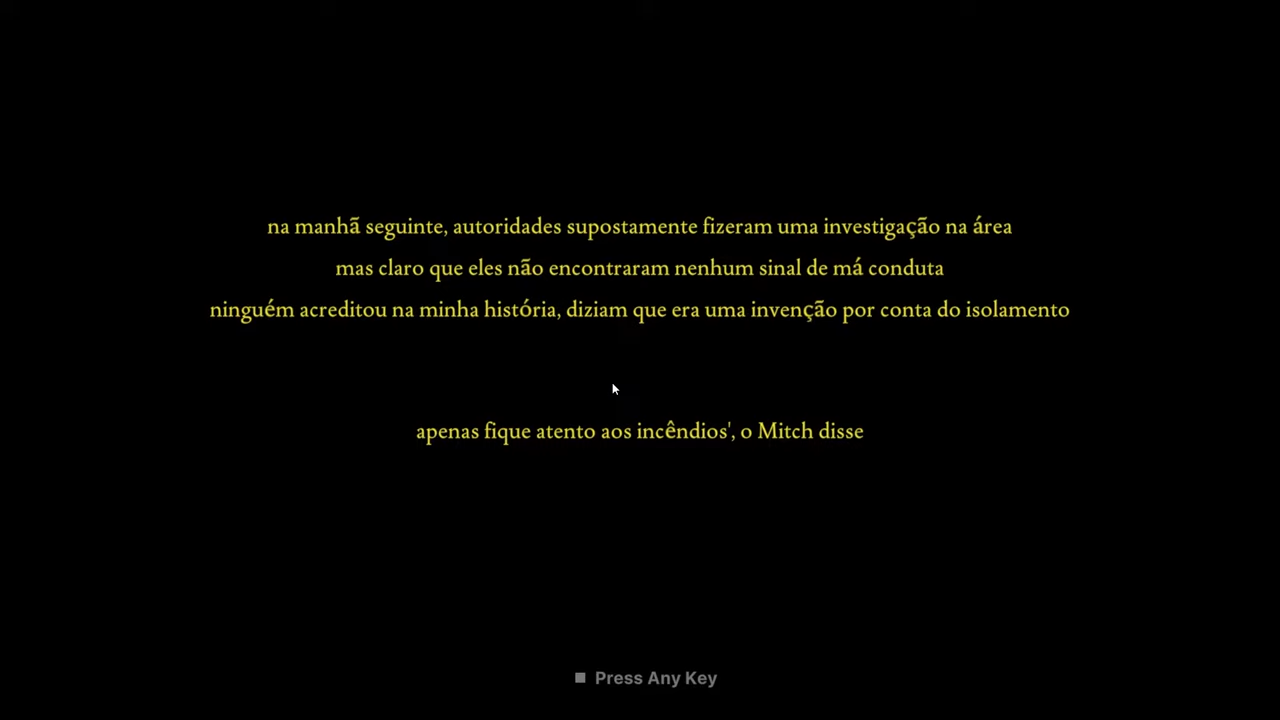 na manhã seguinte, autoridades supostamente fizeram uma investigação na área
mas claro que eles não encontraram nenhum sinal de má conduta
ninguém acreditou na minha história, diziam que era uma invenção por conta do isolamento
apenas fique atento aos incêndios', o Mitch disse
Press Any Key